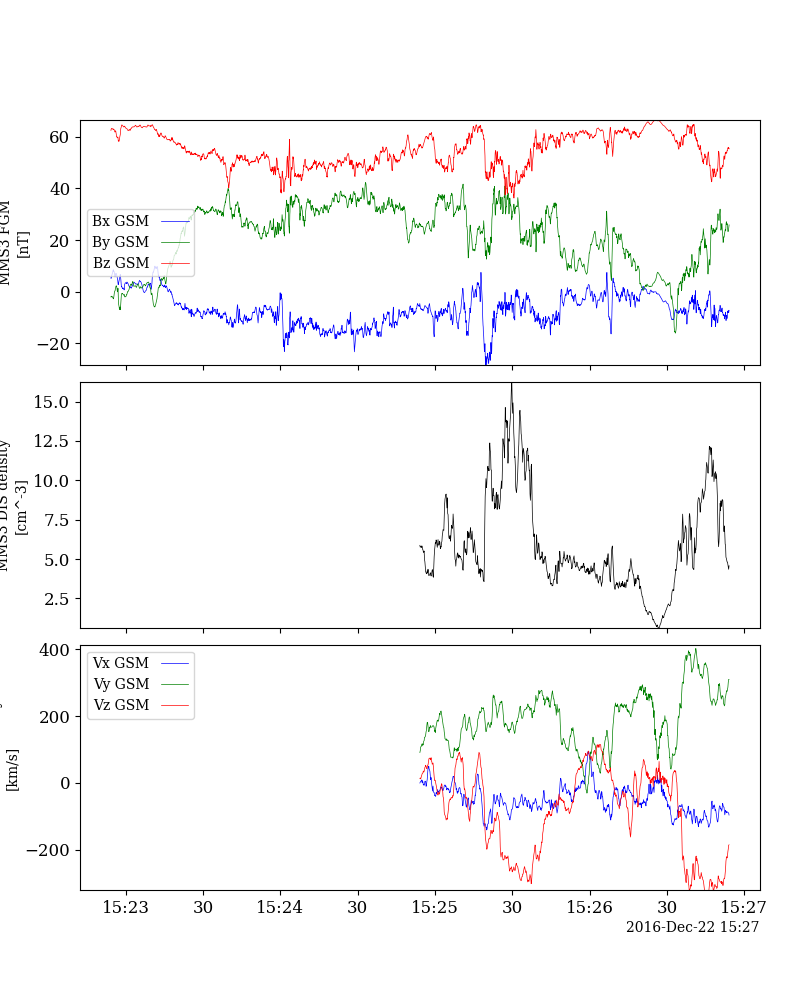 60
40
20
0
−20
MMS3 FGM
[nT]
Bx GSM
By GSM
Bz GSM
15.0
12.5
10.0
7.5
5.0
2.5
MMS3 DIS density
[cm^-3]
400
200
0
−200
[km/s]
Vx GSM
Vy GSM
Vz GSM
15:23 30 15:24 30 15:25 30 15:26 30 15:27
2016-Dec-22 15:27